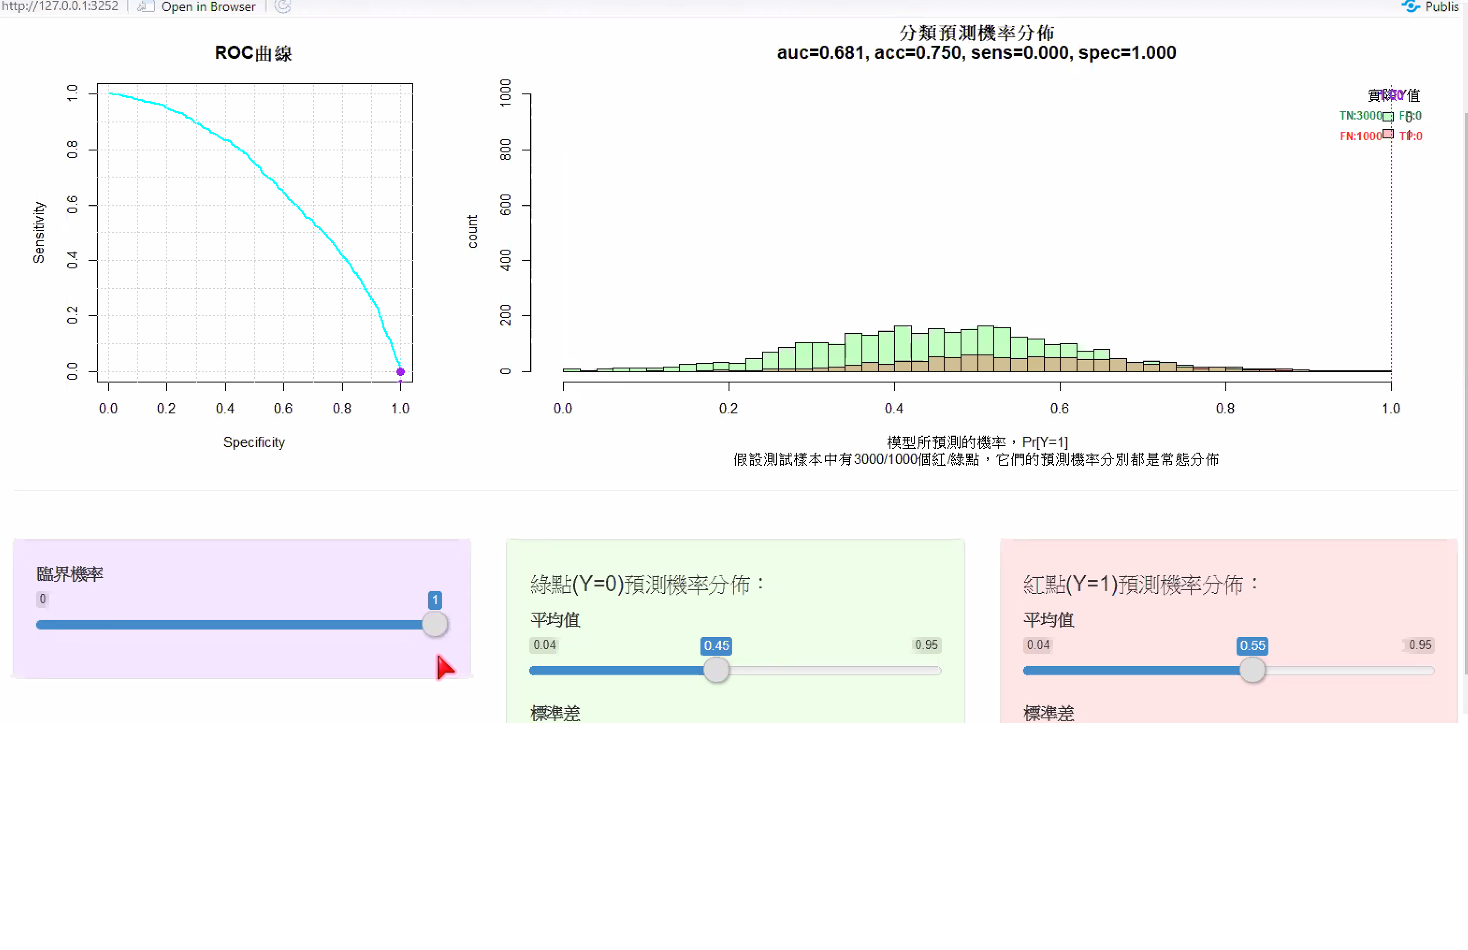 http://127.0.0.1:3252 Open in Browser Publis
ROC曲線
1.0
0.8
0.6
0.4
0.2
0.0
Sensitivity
0.0 0.2 0.4 0.6 0.8 1.0
Specificity
分類預測機率分佈
auc=0.681, acc=0.750, sens=0.000, spec=1.000
1000
800
600
400
200
0
count
TN:3000
FN:1000 TP:0
0.0 0.2 0.4 0.6 0.8 1.0
模型所預測的機率，Pr[Y=1]
假設測試樣本中有3000/1000個紅/綠點，它們的預測機率分別都是常態分佈
臨界機率
0 1
綠點(Y=0)預測機率分佈：
平均值
0.04 0.45 0.95
標準差
紅點(Y=1)預測機率分佈：
平均值
0.04 0.55 0.95
標準差